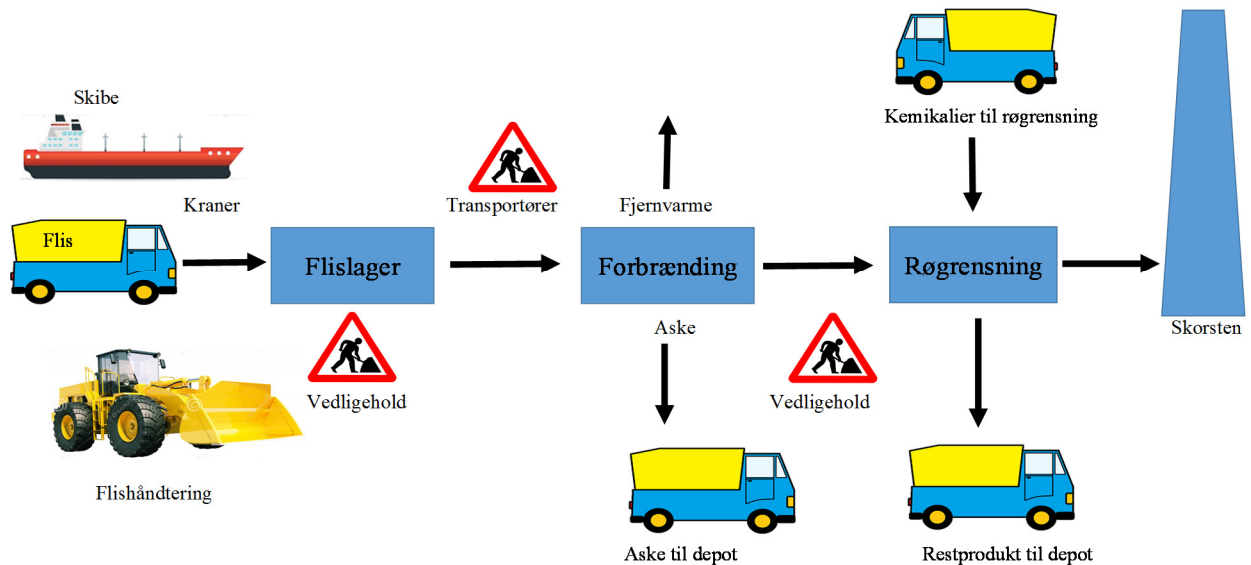 Skibe
Kraner
Flis
Flislager
Vedligehold
Flishåndtering
Transportører
Fjernvarme
Forbrænding
Aske
Aske til depot
Vedligehold
Kemikalier til røgrensning
Røgrensning
Restprodukt til depot
Skorsten